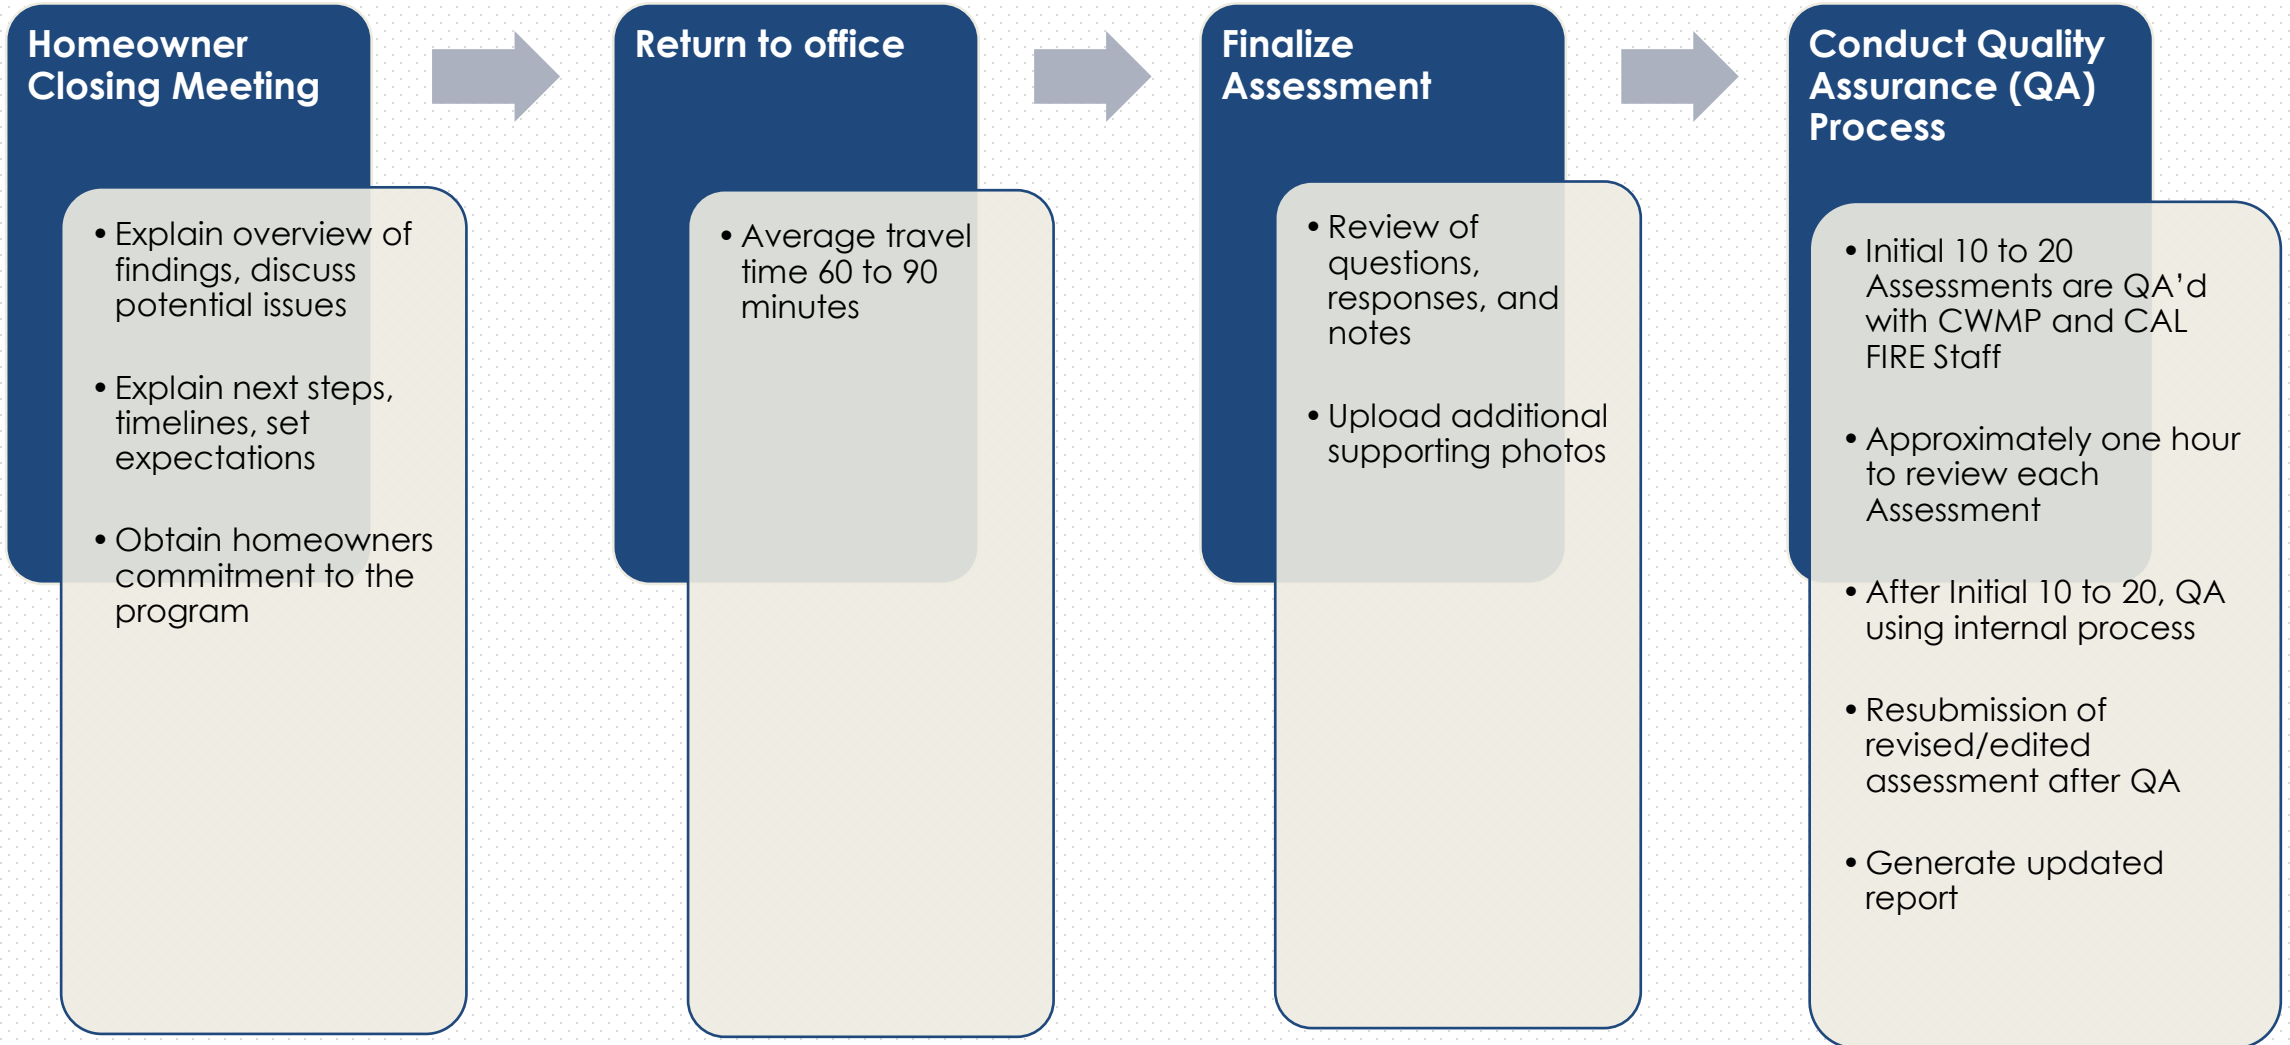 Homeowner
Closing Meeting
• Explain overview of
findings, discuss
potential issues
• Explain next steps,
timelines, set
expectations
• Obtain homeowners
commitment to the
program
Return to office
• Average travel
time 60 to 90
minutes
Finalize
Assessment
• Review of
questions,
responses, and
notes
• Upload additional
supporting photos
Conduct Quality
Assurance (QA)
Process
• Initial 10 to 20
Assessments are QA’d
with CWMP and CAL
FIRE Staff
• Approximately one hour
to review each
Assessment
• After Initial 10 to 20, QA
using internal process
• Resubmission of
revised/edited
assessment after QA
• Generate updated
report